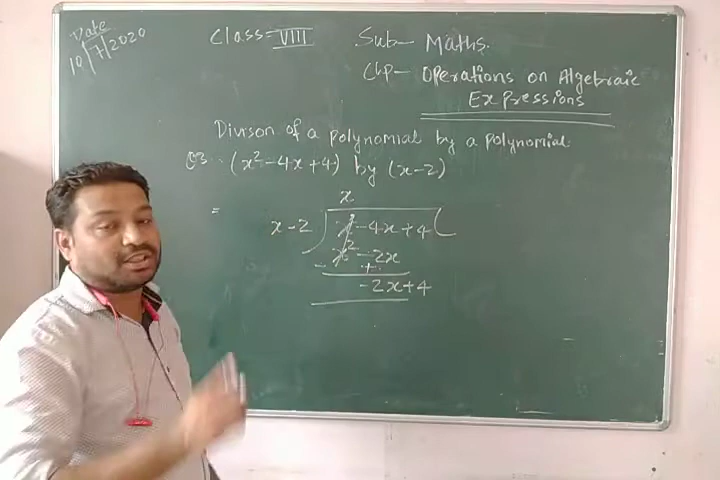 Date
10/7/2020
Class - VIII Sub - Maths.
Chp - Operations on Algebraic
Expressions
Divison of a polynomial by a polynomial.
Q3. (x² - 4x + 4) by (x - 2)
=
x
x - 2 ) x² - 4x + 4 (
x² - 2x
- +
- 2x + 4